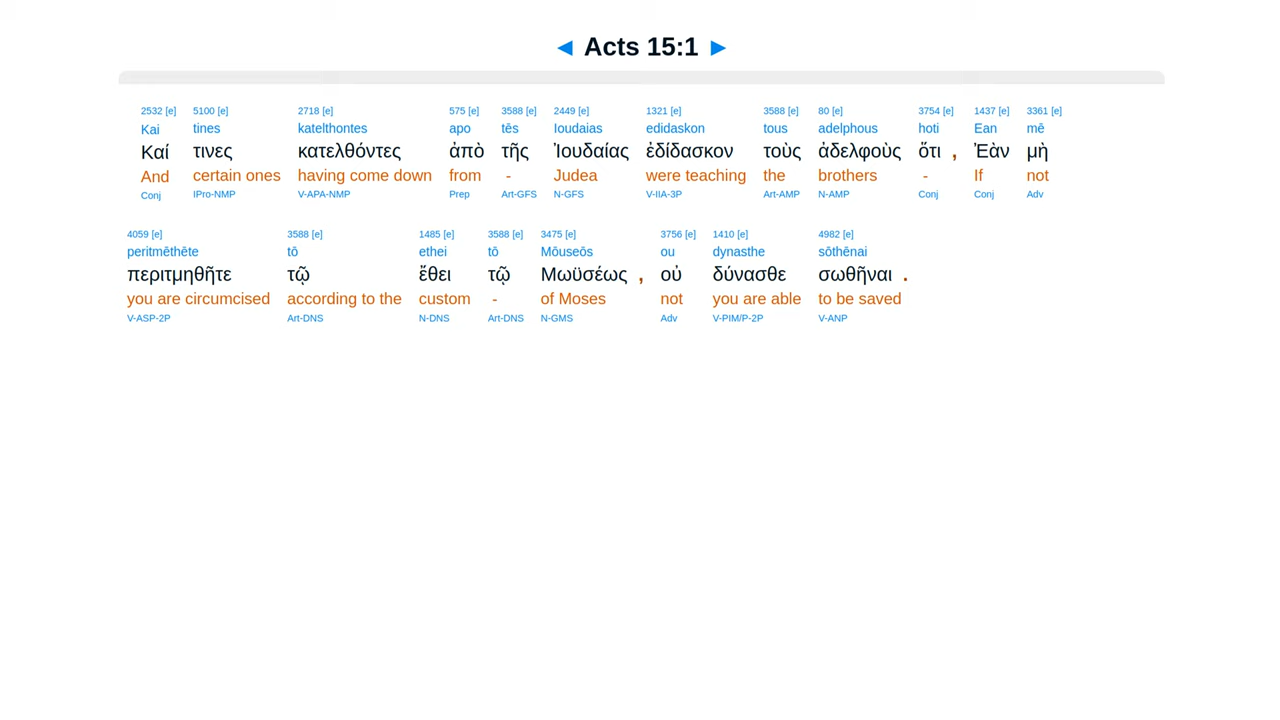 ◄ Acts 15:1 ►
2532 [e] 5100 [e] 2718 [e] 575 [e] 3588 [e] 2449 [e] 1321 [e] 3588 [e] 80 [e] 3754 [e] 1437 [e] 3361 [e]
Kai tines katelthontes apo tēs Ioudaias edidaskon tous adelphous hoti Ean mē
Καί τινες κατελθόντες ἀπὸ τῆς Ἰουδαίας ἐδίδασκον τοὺς ἀδελφοὺς ὅτι , Ἐὰν μὴ
And certain ones having come down from - Judea were teaching the brothers - If not
Conj IPro-NMP V-APA-NMP Prep Art-GFS N-GFS V-IIA-3P Art-AMP N-AMP Conj Conj Adv
4059 [e] 3588 [e] 1485 [e] 3588 [e] 3475 [e] 3756 [e] 1410 [e] 4982 [e]
peritmēthēte tō ethei tō Mōuseōs ou dynasthe sōthēnai
περιτμηθῆτε τῷ ἔθει τῷ Μωϋσέως , οὐ δύνασθε σωθῆναι .
you are circumcised according to the custom - of Moses not you are able to be saved
V-ASP-2P Art-DNS N-DNS Art-DNS N-GMS Adv V-PIM/P-2P V-ANP